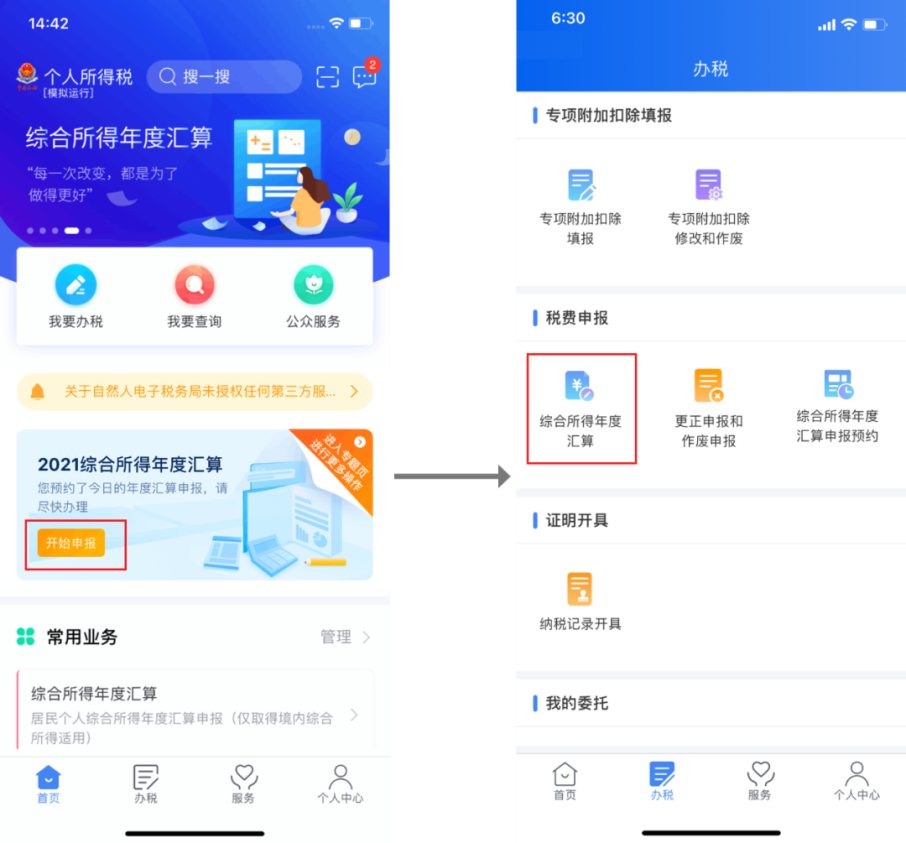 14:42
个人所得税
[模拟运行]
搜一搜
2
综合所得年度汇算
“每一次改变，都是为了
做得更好”
我要办税
我要查询
公众服务
关于自然人电子税务局未授权任何第三方服...
2021综合所得年度汇算
您预约了今日的年度汇算申报，请
尽快办理
开始申报
进入专题页
进行更多操作
常用业务
管理
综合所得年度汇算
居民个人综合所得年度汇算申报（仅取得境内综合
所得适用）
首页
办税
服务
个人中心
6:30
办税
专项附加扣除填报
专项附加扣除
填报
专项附加扣除
修改和作废
税费申报
综合所得年度
汇算
更正申报和
作废申报
综合所得年度
汇算申报预约
证明开具
纳税记录开具
我的委托
首页
办税
服务
个人中心